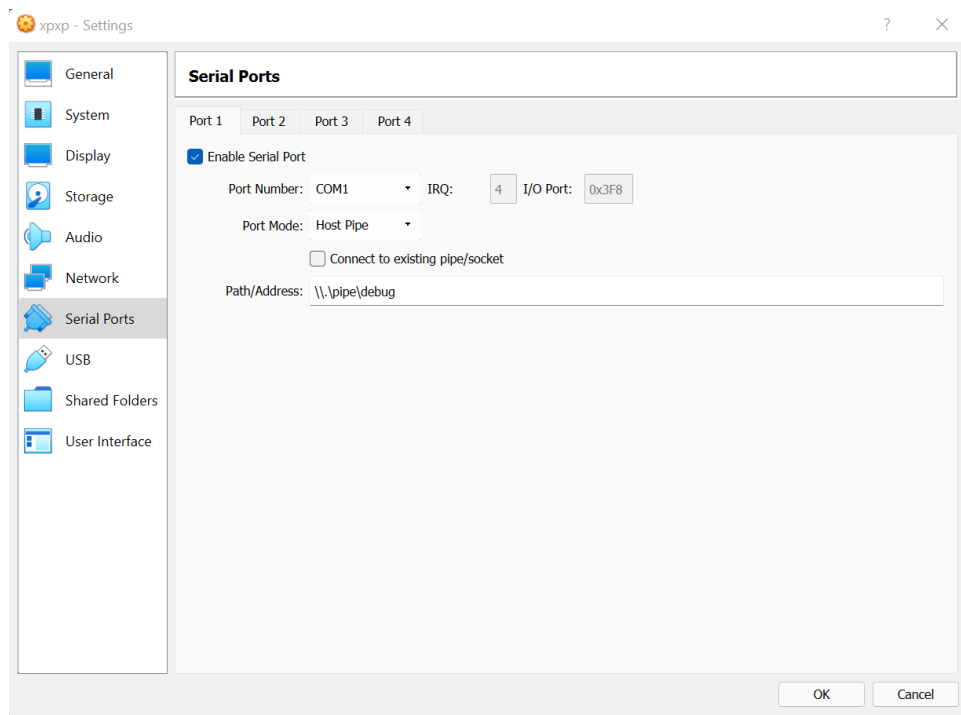 xpxp - Settings ?
General
System
Display
Storage
Audio
Network
Serial Ports
USB
Shared Folders
User Interface
Serial Ports
Port 1 Port 2 Port 3 Port 4
Enable Serial Port
Port Number: COM1 IRQ: 4 I/O Port: 0x3F8
Port Mode: Host Pipe
Connect to existing pipe/socket
Path/Address: \\.\pipe\debug
OK Cancel